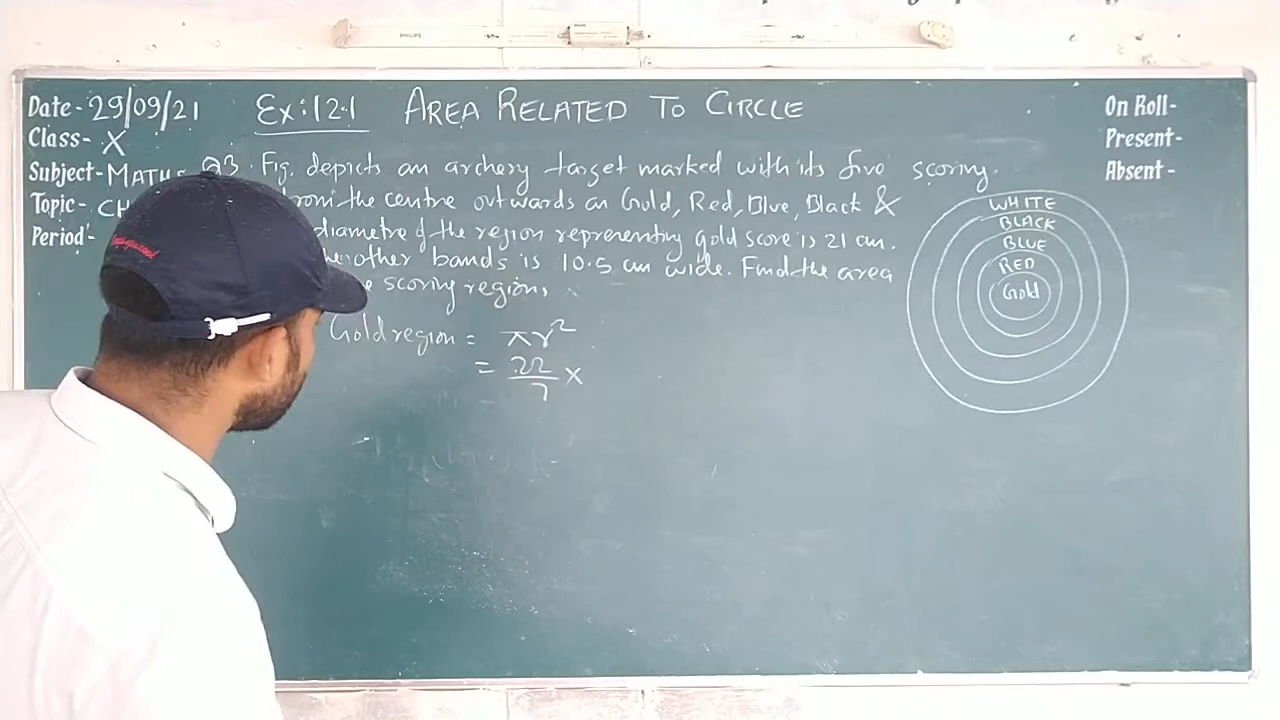 PHILIPS
Date- 29/09/21 Ex:12.1 AREA RELATED TO CIRCLE
Class- X
Subject- MATHS Q3. Fig. depicts an archery target marked with its five scoring.
Topic- CH the centre outwards an Gold, Red, Blue, Black &
Period- diametre of the region representing gold score is 21 cm.
other bands is 10.5 cm wide. Find the area
scoring region,
Gold region = πr²
= 22/7 ×
WHITE
BLACK
BLUE
RED
Gold
On Roll-
Present-
Absent-